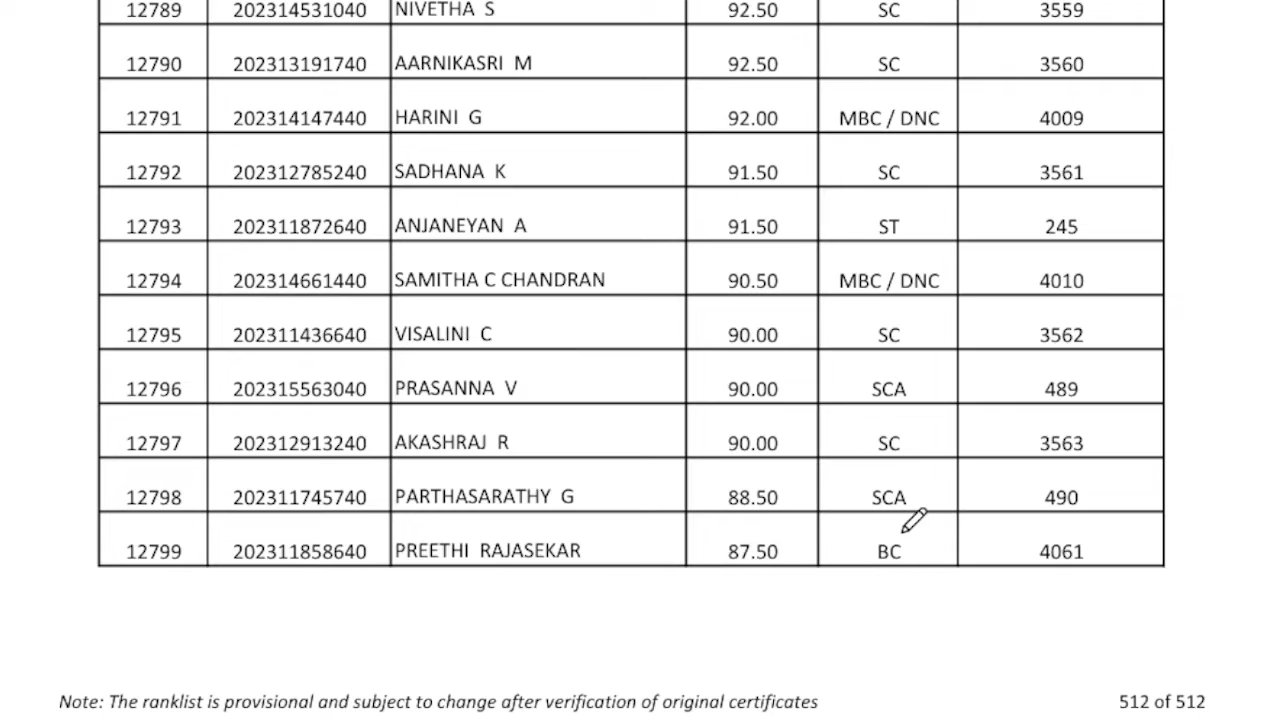 12789 202314531040 NIVETHA S 92.50 SC 3559
12790 202313191740 AARNIKASRI M 92.50 SC 3560
12791 202314147440 HARINI G 92.00 MBC / DNC 4009
12792 202312785240 SADHANA K 91.50 SC 3561
12793 202311872640 ANJANEYAN A 91.50 ST 245
12794 202314661440 SAMITHA C CHANDRAN 90.50 MBC / DNC 4010
12795 202311436640 VISALINI C 90.00 SC 3562
12796 202315563040 PRASANNA V 90.00 SCA 489
12797 202312913240 AKASHRAJ R 90.00 SC 3563
12798 202311745740 PARTHASARATHY G 88.50 SCA 490
12799 202311858640 PREETHI RAJASEKAR 87.50 BC 4061
Note: The ranklist is provisional and subject to change after verification of original certificates 512 of 512